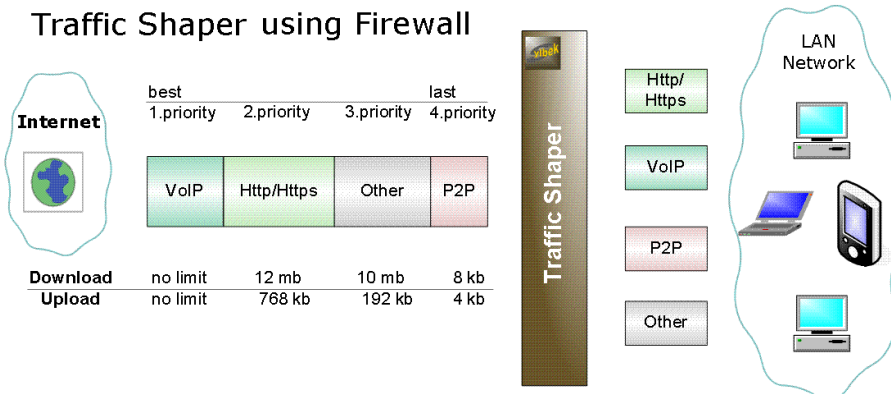 Traffic Shaper using Firewall
Internet
best last
1.priority 2.priority 3.priority 4.priority
VoIP Http/Https Other P2P
Download no limit 12 mb 10 mb 8 kb
Upload no limit 768 kb 192 kb 4 kb
xibek
Traffic Shaper
Http/
Https
VoIP
P2P
Other
LAN
Network